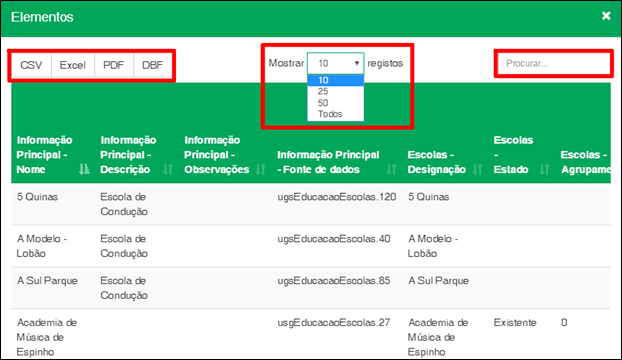 Elementos ×
CSV Excel PDF DBF Mostrar 10 registos Procurar...
10
25
50
Todos
Informação Principal - Nome
Informação Principal - Descrição
Informação Principal - Observações
Informação Principal - Fonte de dados
Escolas - Designação
Escolas - Estado
Escolas - Agrupame
5 Quinas Escola de Condução ugsEducacaoEscolas.120 5 Quinas
A Modelo - Lobão Escola de Condução ugsEducacaoEscolas.40 A Modelo - Lobão
A Sul Parque Escola de Condução ugsEducacaoEscolas.85 A Sul Parque
Academia de Música de Espinho usgEducacaoEscolas.27 Academia de Música de Espinho Existente 0